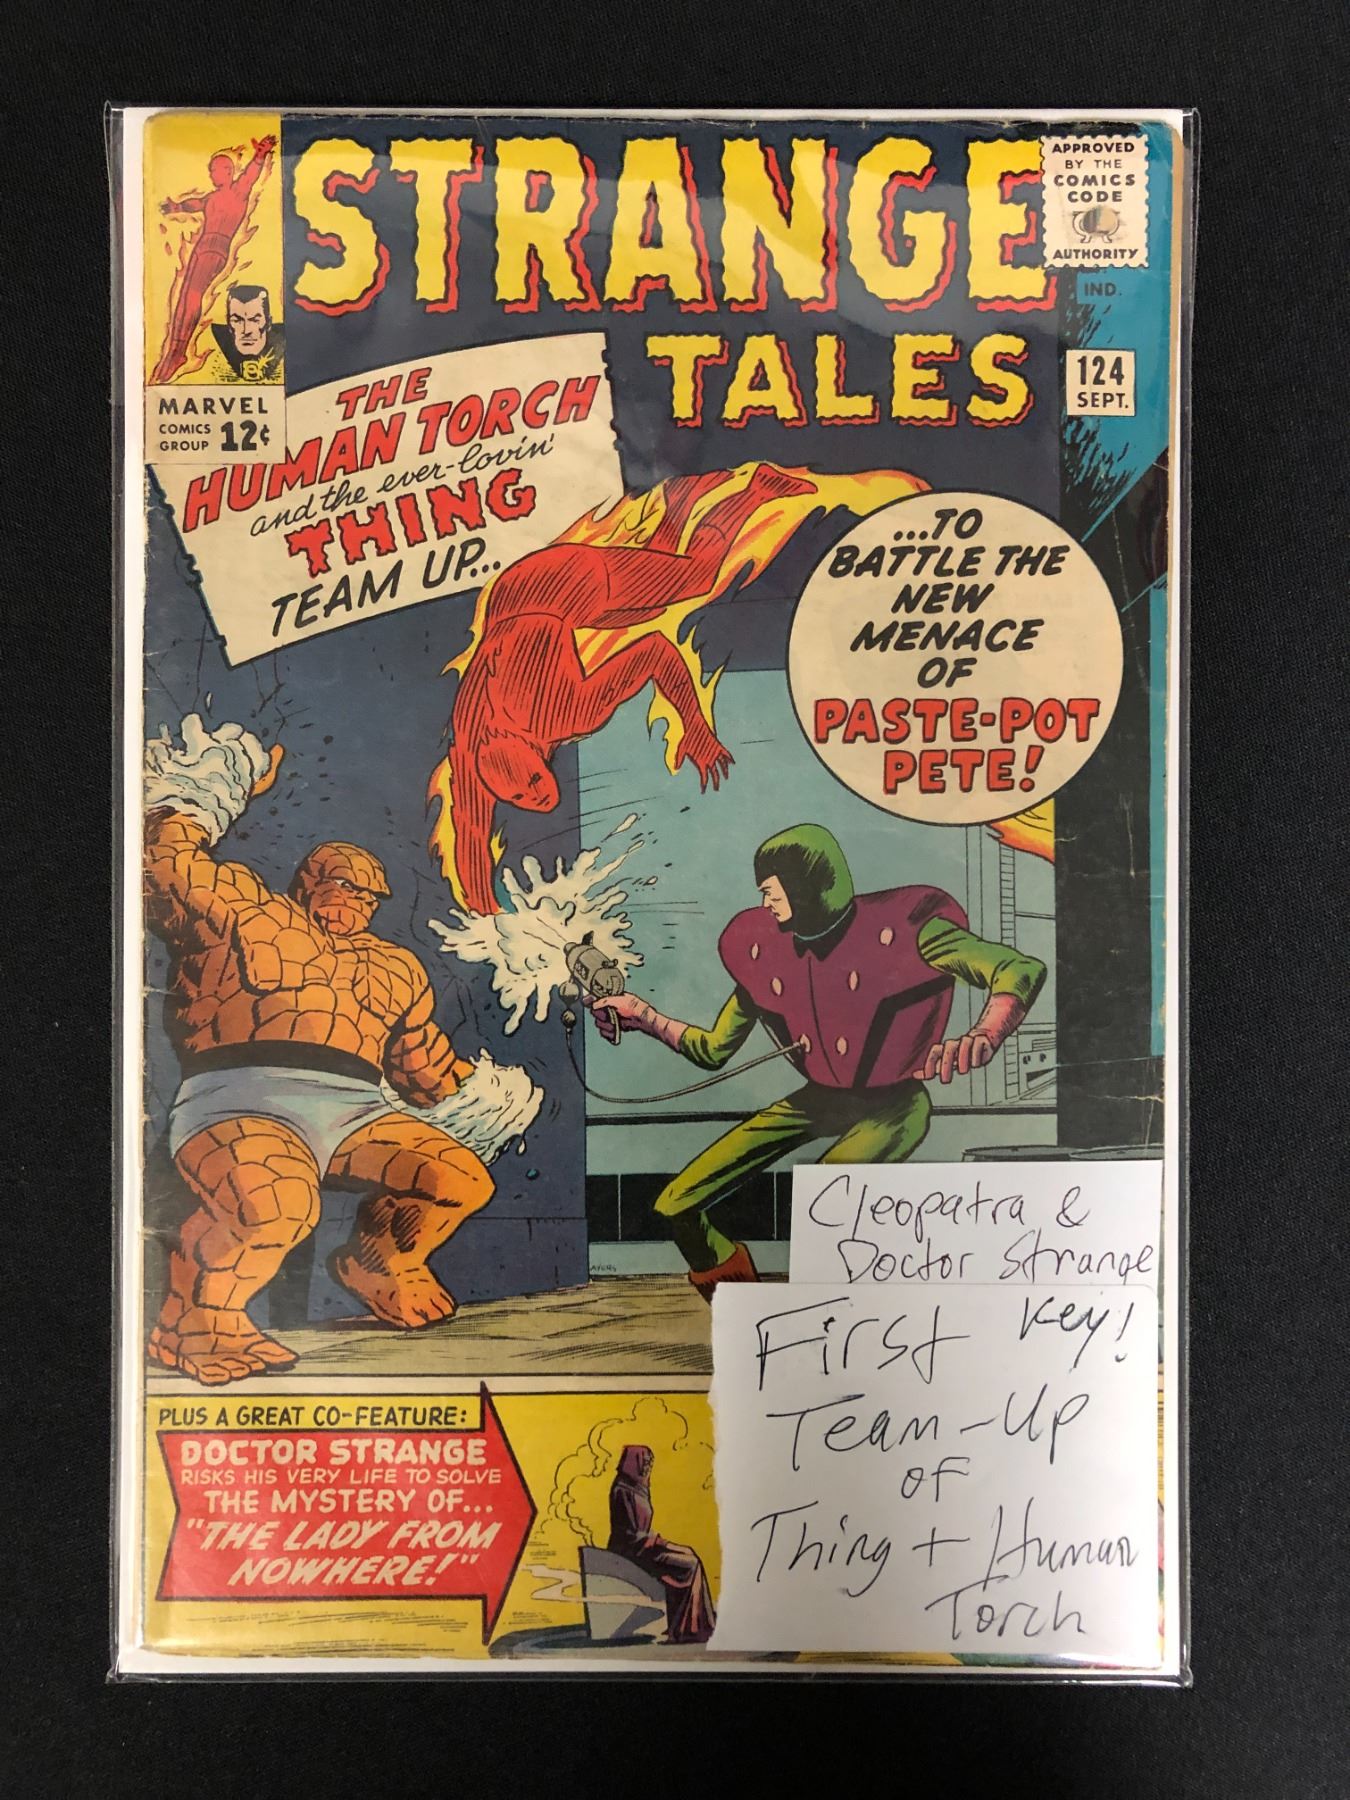 STRANGE
TALES
APPROVED
BY THE
COMICS
CODE
AUTHORITY
IND.
124
SEPT.
MARVEL
COMICS
GROUP 12¢
THE
HUMAN TORCH
and the ever-lovin'
THING
TEAM UP...
...TO
BATTLE THE
NEW
MENACE
OF
PASTE-POT
PETE!
AYERS
Cleopatra &
Doctor Strange
Key!
First
Team-Up
of
Thing + Human
Torch
PLUS A GREAT CO-FEATURE:
DOCTOR STRANGE
RISKS HIS VERY LIFE TO SOLVE
THE MYSTERY OF...
"THE LADY FROM
NOWHERE!"